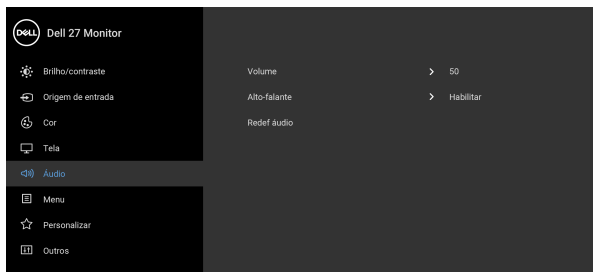 DELL Dell 27 Monitor
Brilho/contraste
Volume 50
Origem de entrada
Alto-falante Habilitar
Cor
Redef áudio
Tela
Áudio
Menu
Personalizar
Outros